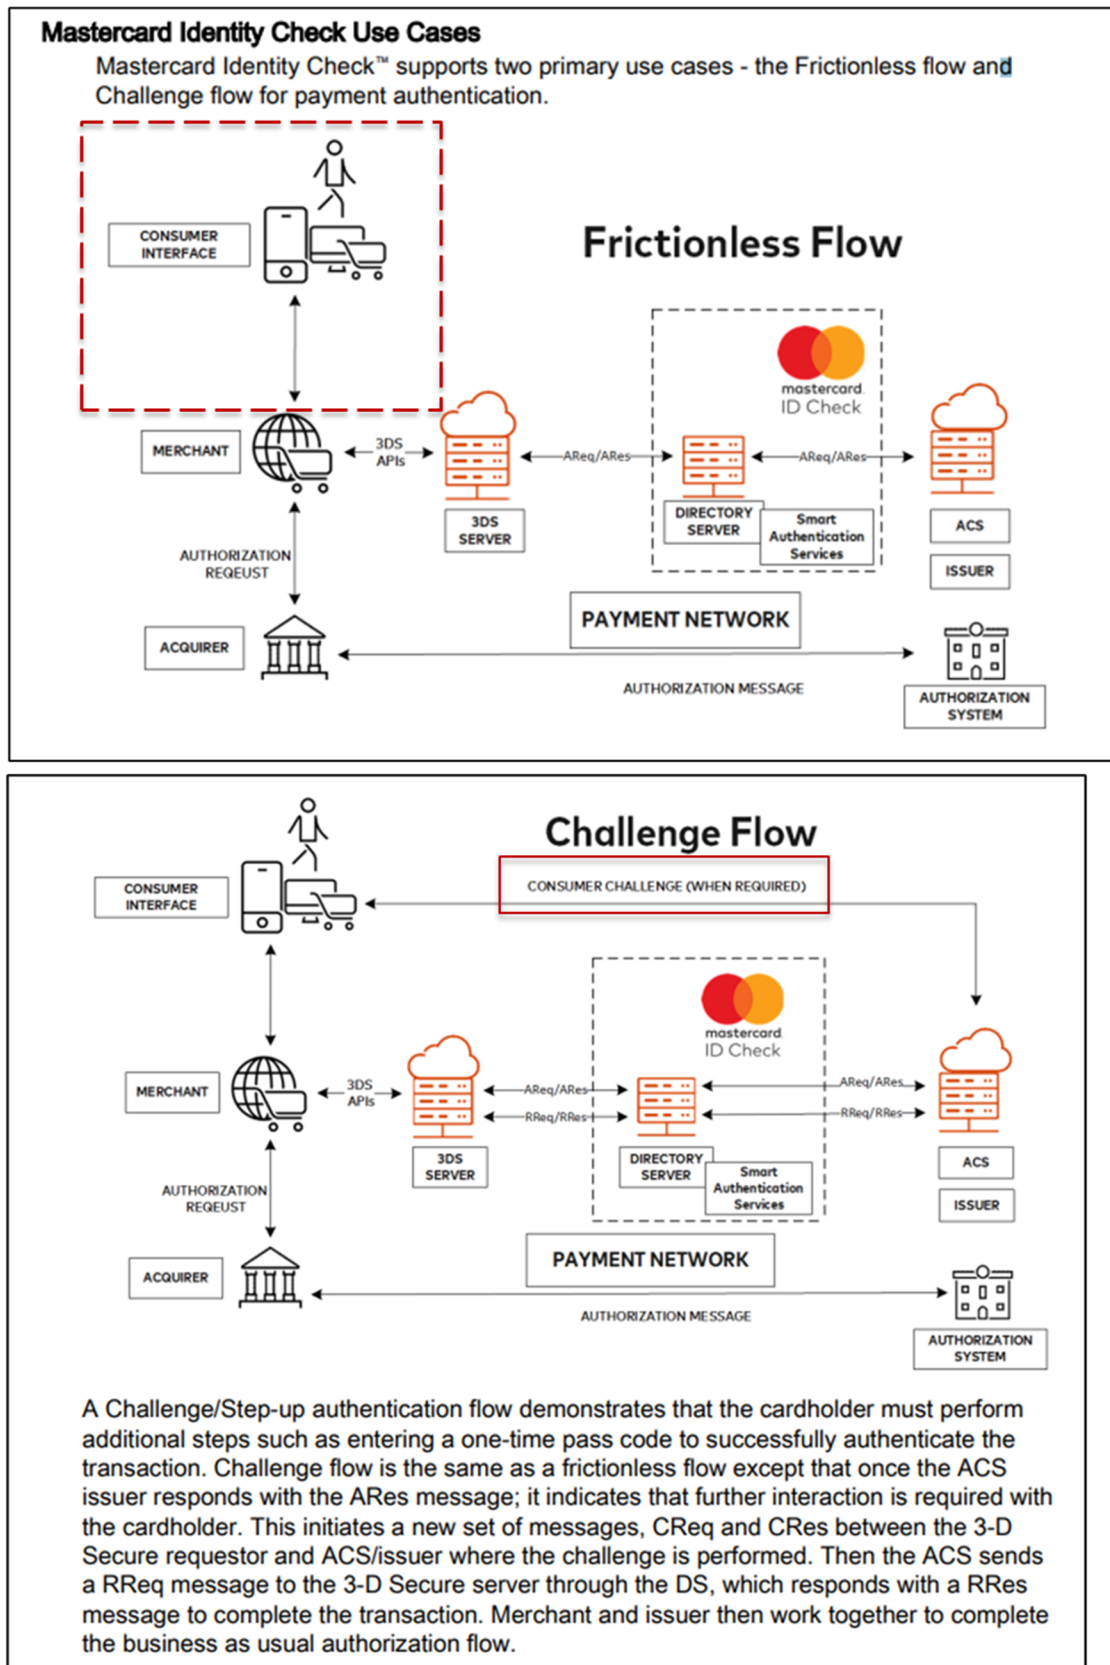 Mastercard Identity Check Use Cases
Mastercard Identity Check™ supports two primary use cases - the Frictionless flow and
Challenge flow for payment authentication.
CONSUMER
INTERFACE
Frictionless Flow
mastercard.
ID Check
MERCHANT
3DS
APIs
AReq/ARes
AReq/ARes
3DS
SERVER
DIRECTORY
SERVER
Smart
Authentication
Services
ACS
ISSUER
AUTHORIZATION
REQEUST
PAYMENT NETWORK
ACQUIRER
AUTHORIZATION MESSAGE
AUTHORIZATION
SYSTEM
Challenge Flow
CONSUMER
INTERFACE
CONSUMER CHALLENGE (WHEN REQUIRED)
mastercard.
ID Check
MERCHANT
3DS
APIs
AReq/ARes
RReq/RRes
AReq/ARes
RReq/RRes
3DS
SERVER
DIRECTORY
SERVER
Smart
Authentication
Services
ACS
ISSUER
AUTHORIZATION
REQEUST
PAYMENT NETWORK
ACQUIRER
AUTHORIZATION MESSAGE
AUTHORIZATION
SYSTEM
A Challenge/Step-up authentication flow demonstrates that the cardholder must perform
additional steps such as entering a one-time pass code to successfully authenticate the
transaction. Challenge flow is the same as a frictionless flow except that once the ACS
issuer responds with the ARes message; it indicates that further interaction is required with
the cardholder. This initiates a new set of messages, CReq and CRes between the 3-D
Secure requestor and ACS/issuer where the challenge is performed. Then the ACS sends
a RReq message to the 3-D Secure server through the DS, which responds with a RRes
message to complete the transaction. Merchant and issuer then work together to complete
the business as usual authorization flow.